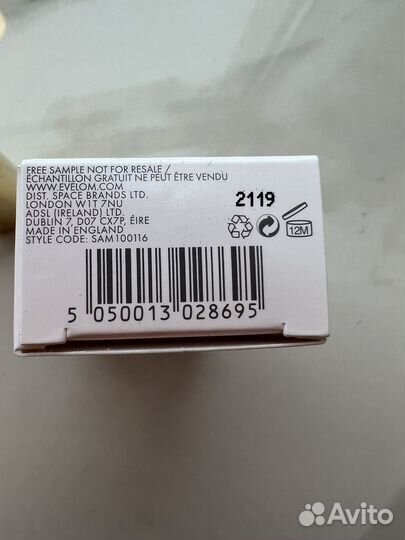 FREE SAMPLE NOT FOR RESALE /
ÉCHANTILLON GRATUIT NE PEUT ÊTRE VENDU
WWW.EVELOM.COM
DIST. SPACE BRANDS LTD.
LONDON W1T 7NU
ADSL (IRELAND) LTD.
DUBLIN 7, D07 CX7P, ÉIRE
MADE IN ENGLAND
STYLE CODE: SAM100116
2119
12M
5 050013 028695
Avito